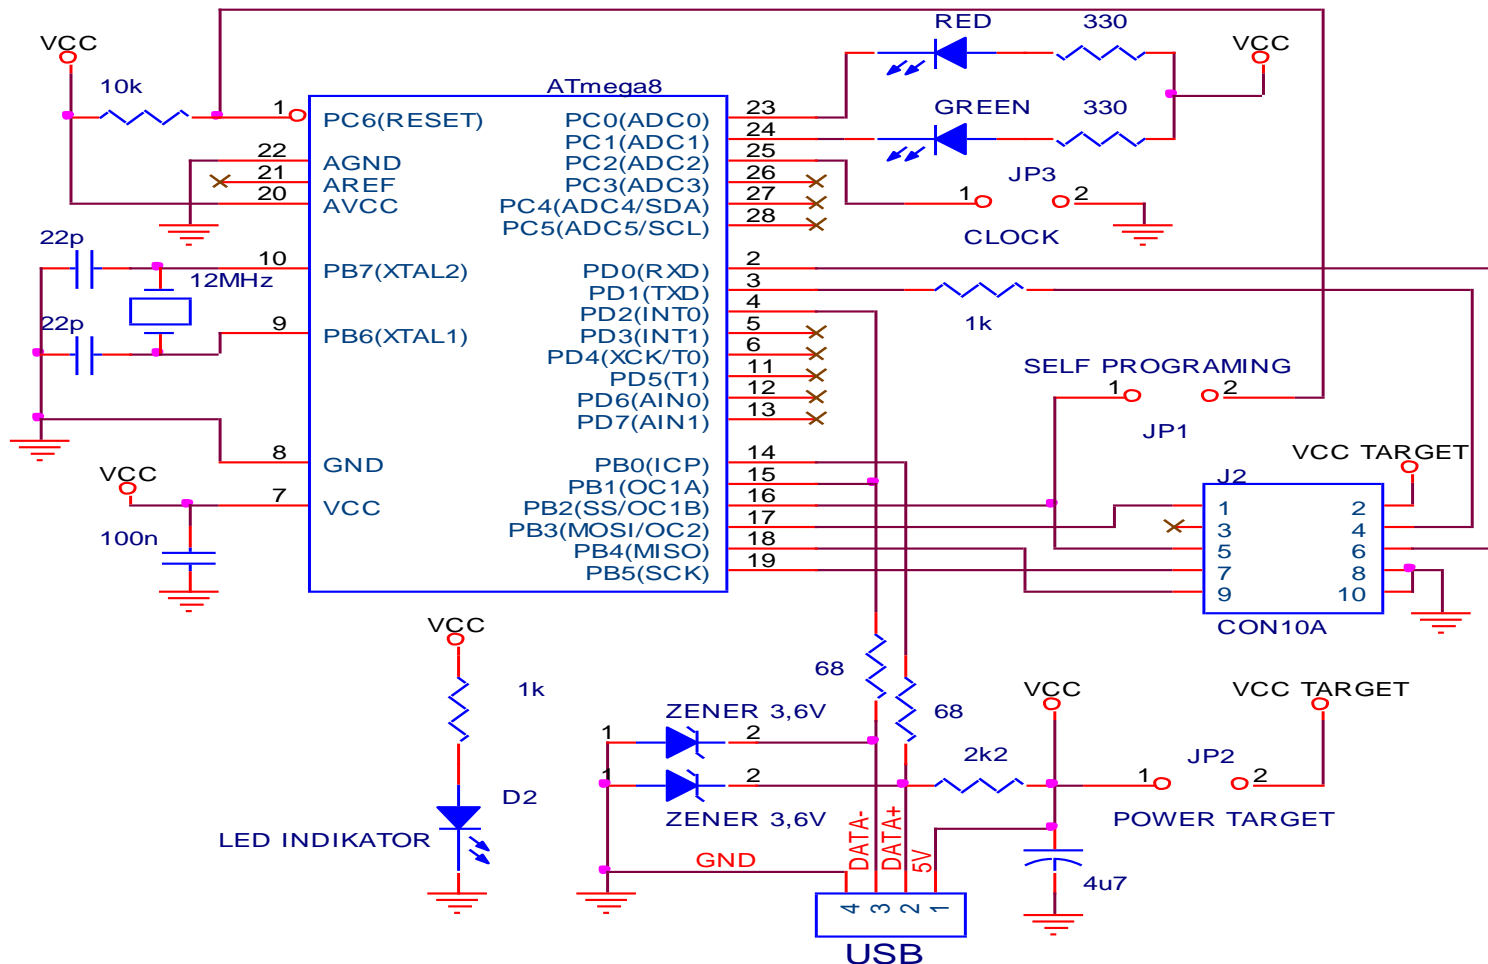 RED 330
VCC VCC
10k ATmega8
1 PC6(RESET) PC0(ADC0) 23 GREEN 330
PC1(ADC1) 24
22 AGND PC2(ADC2) 25
21 AREF PC3(ADC3) 26 JP3
20 AVCC PC4(ADC4/SDA) 27 1 2
PC5(ADC5/SCL) 28
22p CLOCK
10 PB7(XTAL2) PD0(RXD) 2
12MHz PD1(TXD) 3
PD2(INT0) 4
22p 1k
9 PB6(XTAL1) PD3(INT1) 5
PD4(XCK/T0) 6
PD5(T1) 11 SELF PROGRAMING
PD6(AIN0) 12 1 2
PD7(AIN1) 13 JP1
8 GND PB0(ICP) 14 VCC TARGET
VCC PB1(OC1A) 15 J2
7 VCC PB2(SS/OC1B) 16 1 2
100n PB3(MOSI/OC2) 17 3 4
PB4(MISO) 18 5 6
PB5(SCK) 19 7 8
9 10
CON10A
VCC
1k 68 68 VCC VCC TARGET
ZENER 3,6V
1 2
2k2 JP2
1 2 1 2
D2 ZENER 3,6V POWER TARGET
LED INDIKATOR
GND DATA- DATA+ 5V
4u7
4 3 2 1
USB